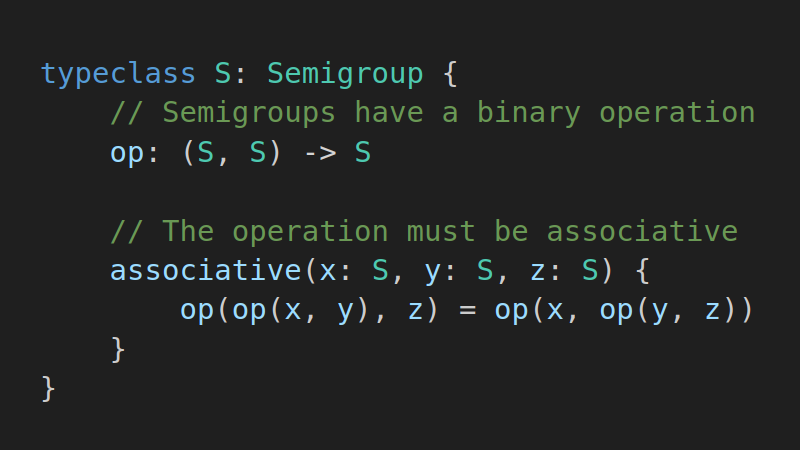 typeclass S: Semigroup {
    // Semigroups have a binary operation
    op: (S, S) -> S

    // The operation must be associative
    associative(x: S, y: S, z: S) {
        op(op(x, y), z) = op(x, op(y, z))
    }
}